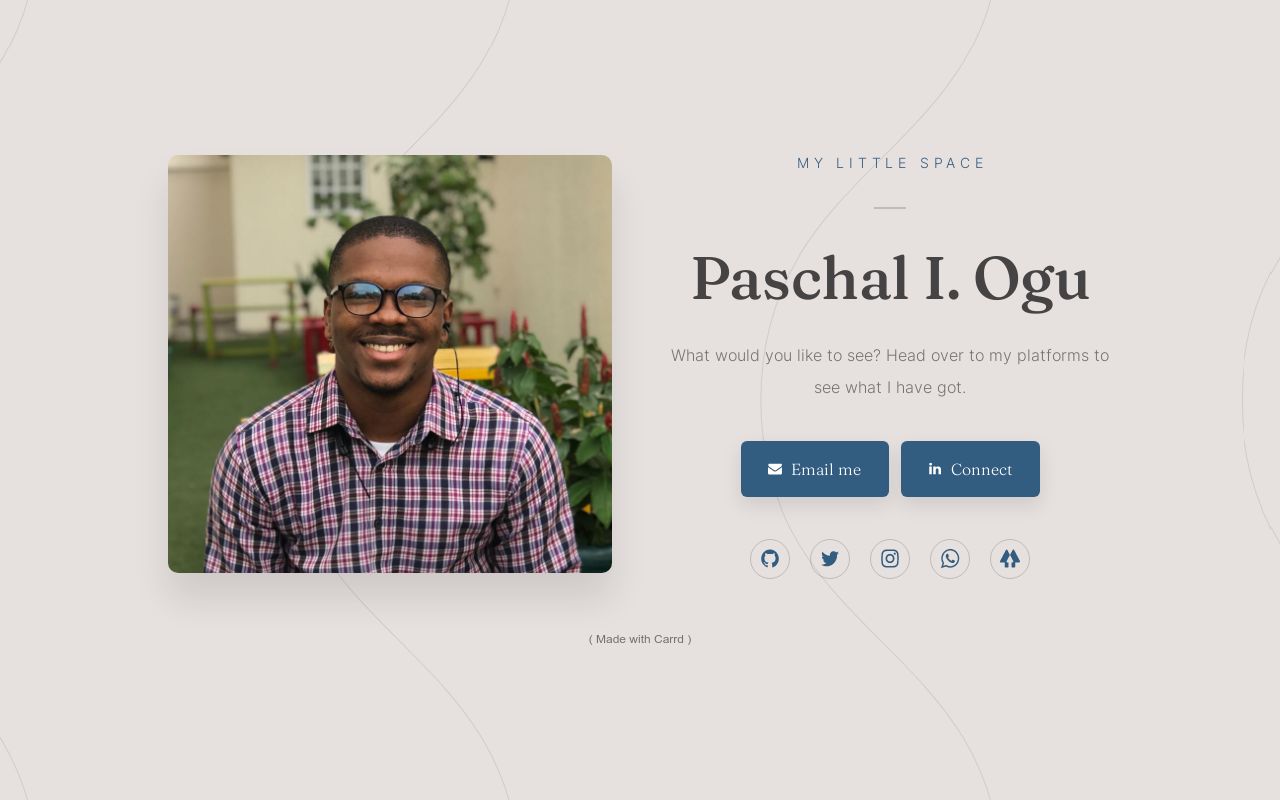 MY LITTLE SPACE
Paschal I. Ogu
What would you like to see? Head over to my platforms to
see what I have got.
Email me
Connect
( Made with Carrd )